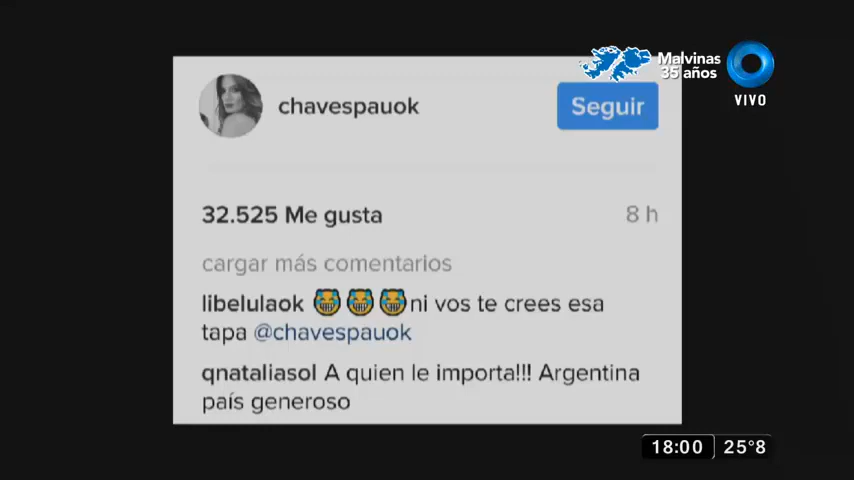 Malvinas
35 años
VIVO
chavespauok
Seguir
32.525 Me gusta
8 h
cargar más comentarios
libelulaok 😹😹😹ni vos te crees esa
tapa @chavespauok
qnataliasol A quien le importa!!! Argentina
país generoso
18:00 25°8